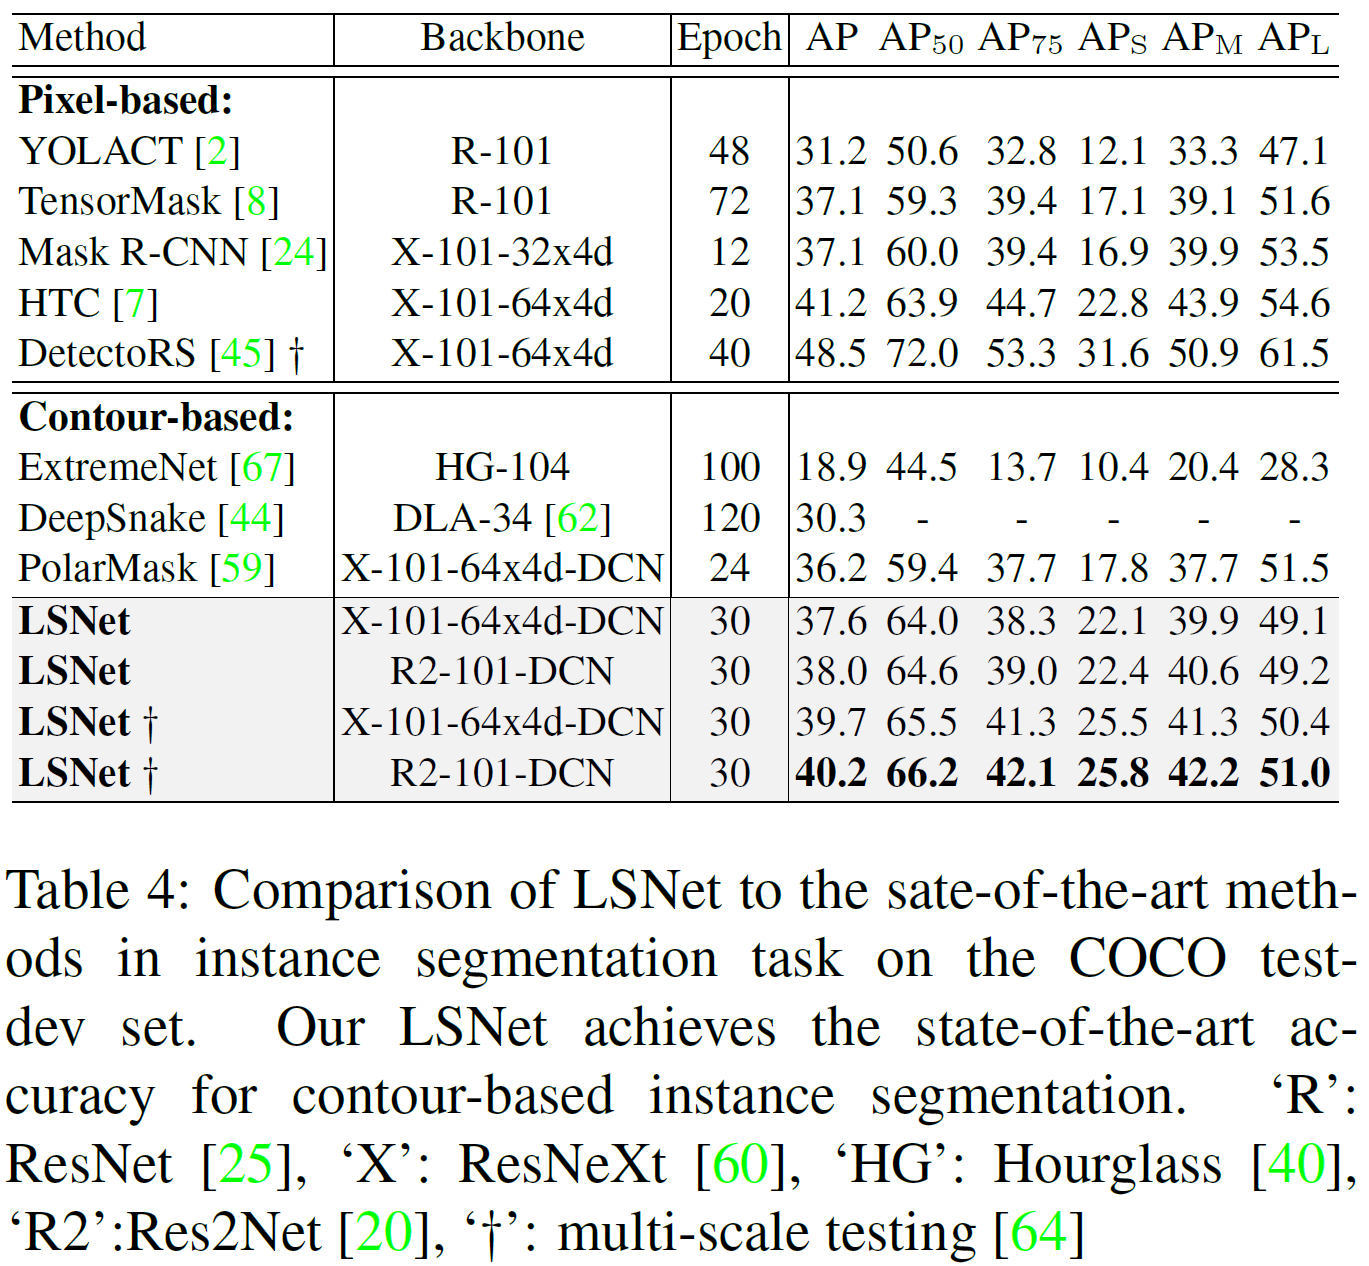 Method Backbone Epoch AP AP50 AP75 APS APM APL
Pixel-based:
YOLACT [2] R-101 48 31.2 50.6 32.8 12.1 33.3 47.1
TensorMask [8] R-101 72 37.1 59.3 39.4 17.1 39.1 51.6
Mask R-CNN [24] X-101-32x4d 12 37.1 60.0 39.4 16.9 39.9 53.5
HTC [7] X-101-64x4d 20 41.2 63.9 44.7 22.8 43.9 54.6
DetectoRS [45] † X-101-64x4d 40 48.5 72.0 53.3 31.6 50.9 61.5
Contour-based:
ExtremeNet [67] HG-104 100 18.9 44.5 13.7 10.4 20.4 28.3
DeepSnake [44] DLA-34 [62] 120 30.3 - - - - -
PolarMask [59] X-101-64x4d-DCN 24 36.2 59.4 37.7 17.8 37.7 51.5
LSNet X-101-64x4d-DCN 30 37.6 64.0 38.3 22.1 39.9 49.1
LSNet R2-101-DCN 30 38.0 64.6 39.0 22.4 40.6 49.2
LSNet † X-101-64x4d-DCN 30 39.7 65.5 41.3 25.5 41.3 50.4
LSNet † R2-101-DCN 30 40.2 66.2 42.1 25.8 42.2 51.0
Table 4: Comparison of LSNet to the sate-of-the-art meth-
ods in instance segmentation task on the COCO test-
dev set. Our LSNet achieves the state-of-the-art ac-
curacy for contour-based instance segmentation. ‘R’:
ResNet [25], ‘X’: ResNeXt [60], ‘HG’: Hourglass [40],
‘R2’:Res2Net [20], ‘†’: multi-scale testing [64]